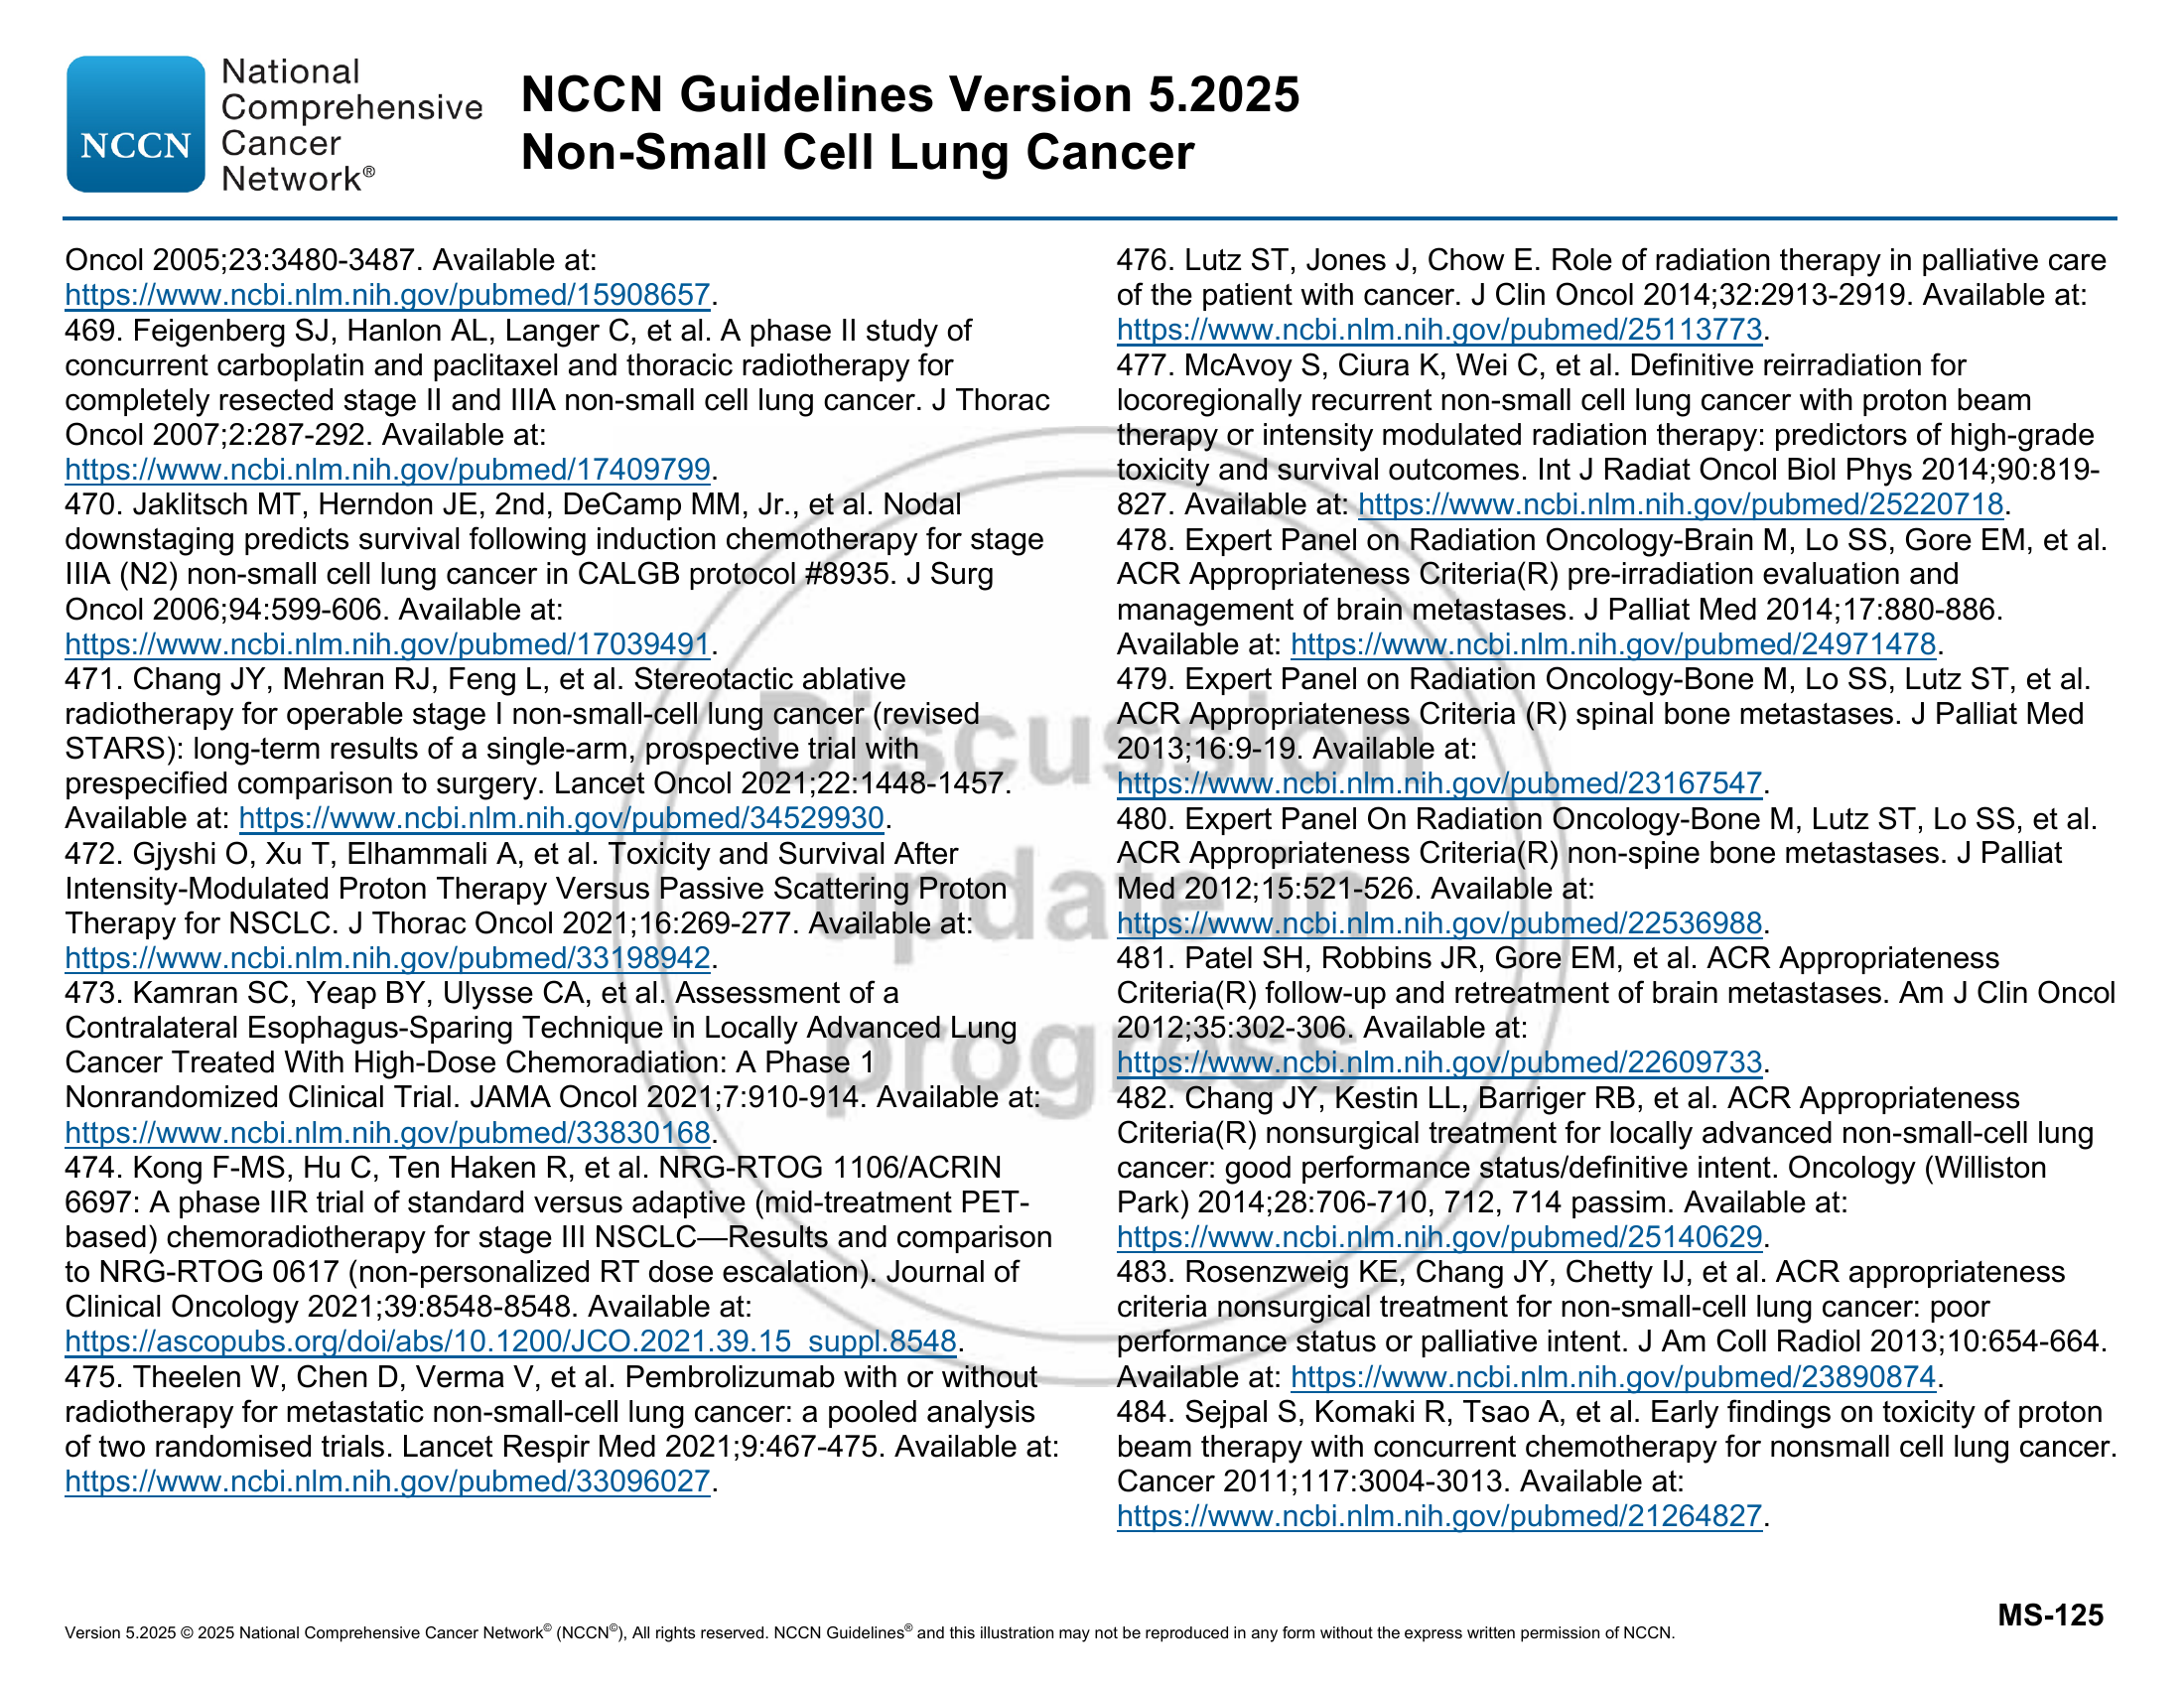 NCCN
National
Comprehensive
Cancer
Network®
NCCN Guidelines Version 5.2025
Non-Small Cell Lung Cancer
Oncol 2005;23:3480-3487. Available at:
https://www.ncbi.nlm.nih.gov/pubmed/15908657.
469. Feigenberg SJ, Hanlon AL, Langer C, et al. A phase II study of
concurrent carboplatin and paclitaxel and thoracic radiotherapy for
completely resected stage II and IIIA non-small cell lung cancer. J Thorac
Oncol 2007;2:287-292. Available at:
https://www.ncbi.nlm.nih.gov/pubmed/17409799.
470. Jaklitsch MT, Herndon JE, 2nd, DeCamp MM, Jr., et al. Nodal
downstaging predicts survival following induction chemotherapy for stage
IIIA (N2) non-small cell lung cancer in CALGB protocol #8935. J Surg
Oncol 2006;94:599-606. Available at:
https://www.ncbi.nlm.nih.gov/pubmed/17039491.
471. Chang JY, Mehran RJ, Feng L, et al. Stereotactic ablative
radiotherapy for operable stage I non-small-cell lung cancer (revised
STARS): long-term results of a single-arm, prospective trial with
prespecified comparison to surgery. Lancet Oncol 2021;22:1448-1457.
Available at: https://www.ncbi.nlm.nih.gov/pubmed/34529930.
472. Gjyshi O, Xu T, Elhammali A, et al. Toxicity and Survival After
Intensity-Modulated Proton Therapy Versus Passive Scattering Proton
Therapy for NSCLC. J Thorac Oncol 2021;16:269-277. Available at:
https://www.ncbi.nlm.nih.gov/pubmed/33198942.
473. Kamran SC, Yeap BY, Ulysse CA, et al. Assessment of a
Contralateral Esophagus-Sparing Technique in Locally Advanced Lung
Cancer Treated With High-Dose Chemoradiation: A Phase 1
Nonrandomized Clinical Trial. JAMA Oncol 2021;7:910-914. Available at:
https://www.ncbi.nlm.nih.gov/pubmed/33830168.
474. Kong F-MS, Hu C, Ten Haken R, et al. NRG-RTOG 1106/ACRIN
6697: A phase IIR trial of standard versus adaptive (mid-treatment PET-
based) chemoradiotherapy for stage III NSCLC—Results and comparison
to NRG-RTOG 0617 (non-personalized RT dose escalation). Journal of
Clinical Oncology 2021;39:8548-8548. Available at:
https://ascopubs.org/doi/abs/10.1200/JCO.2021.39.15_suppl.8548.
475. Theelen W, Chen D, Verma V, et al. Pembrolizumab with or without
radiotherapy for metastatic non-small-cell lung cancer: a pooled analysis
of two randomised trials. Lancet Respir Med 2021;9:467-475. Available at:
https://www.ncbi.nlm.nih.gov/pubmed/33096027.
476. Lutz ST, Jones J, Chow E. Role of radiation therapy in palliative care
of the patient with cancer. J Clin Oncol 2014;32:2913-2919. Available at:
https://www.ncbi.nlm.nih.gov/pubmed/25113773.
477. McAvoy S, Ciura K, Wei C, et al. Definitive reirradiation for
locoregionally recurrent non-small cell lung cancer with proton beam
therapy or intensity modulated radiation therapy: predictors of high-grade
toxicity and survival outcomes. Int J Radiat Oncol Biol Phys 2014;90:819-
827. Available at: https://www.ncbi.nlm.nih.gov/pubmed/25220718.
478. Expert Panel on Radiation Oncology-Brain M, Lo SS, Gore EM, et al.
ACR Appropriateness Criteria(R) pre-irradiation evaluation and
management of brain metastases. J Palliat Med 2014;17:880-886.
Available at: https://www.ncbi.nlm.nih.gov/pubmed/24971478.
479. Expert Panel on Radiation Oncology-Bone M, Lo SS, Lutz ST, et al.
ACR Appropriateness Criteria (R) spinal bone metastases. J Palliat Med
2013;16:9-19. Available at:
https://www.ncbi.nlm.nih.gov/pubmed/23167547.
480. Expert Panel On Radiation Oncology-Bone M, Lutz ST, Lo SS, et al.
ACR Appropriateness Criteria(R) non-spine bone metastases. J Palliat
Med 2012;15:521-526. Available at:
https://www.ncbi.nlm.nih.gov/pubmed/22536988.
481. Patel SH, Robbins JR, Gore EM, et al. ACR Appropriateness
Criteria(R) follow-up and retreatment of brain metastases. Am J Clin Oncol
2012;35:302-306. Available at:
https://www.ncbi.nlm.nih.gov/pubmed/22609733.
482. Chang JY, Kestin LL, Barriger RB, et al. ACR Appropriateness
Criteria(R) nonsurgical treatment for locally advanced non-small-cell lung
cancer: good performance status/definitive intent. Oncology (Williston
Park) 2014;28:706-710, 712, 714 passim. Available at:
https://www.ncbi.nlm.nih.gov/pubmed/25140629.
483. Rosenzweig KE, Chang JY, Chetty IJ, et al. ACR appropriateness
criteria nonsurgical treatment for non-small-cell lung cancer: poor
performance status or palliative intent. J Am Coll Radiol 2013;10:654-664.
Available at: https://www.ncbi.nlm.nih.gov/pubmed/23890874.
484. Sejpal S, Komaki R, Tsao A, et al. Early findings on toxicity of proton
beam therapy with concurrent chemotherapy for nonsmall cell lung cancer.
Cancer 2011;117:3004-3013. Available at:
https://www.ncbi.nlm.nih.gov/pubmed/21264827.
Discussion
update in
progress
MS-125
Version 5.2025 © 2025 National Comprehensive Cancer Network© (NCCN©), All rights reserved. NCCN Guidelines® and this illustration may not be reproduced in any form without the express written permission of NCCN.